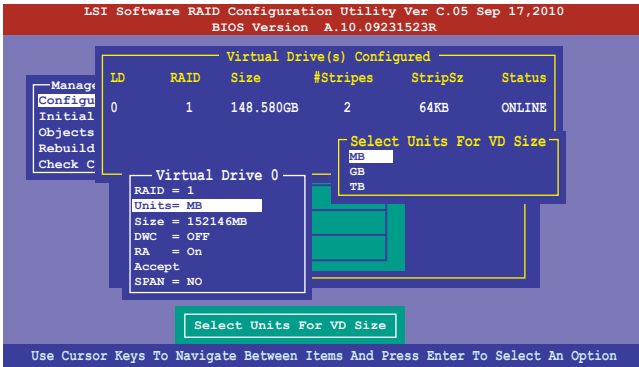 LSI Software RAID Configuration Utility Ver C.05 Sep 17,2010
BIOS Version A.10.09231523R
Virtual Drive(s) Configured
LD RAID Size #Stripes StripSz Status
0 1 148.580GB 2 64KB ONLINE
Manage
Configu
Initial
Objects
Rebuild
Check C
Select Units For VD Size
MB
GB
TB
Virtual Drive 0
RAID = 1
Units= MB
Size = 152146MB
DWC = OFF
RA = On
Accept
SPAN = NO
Select Units For VD Size
Use Cursor Keys To Navigate Between Items And Press Enter To Select An Option